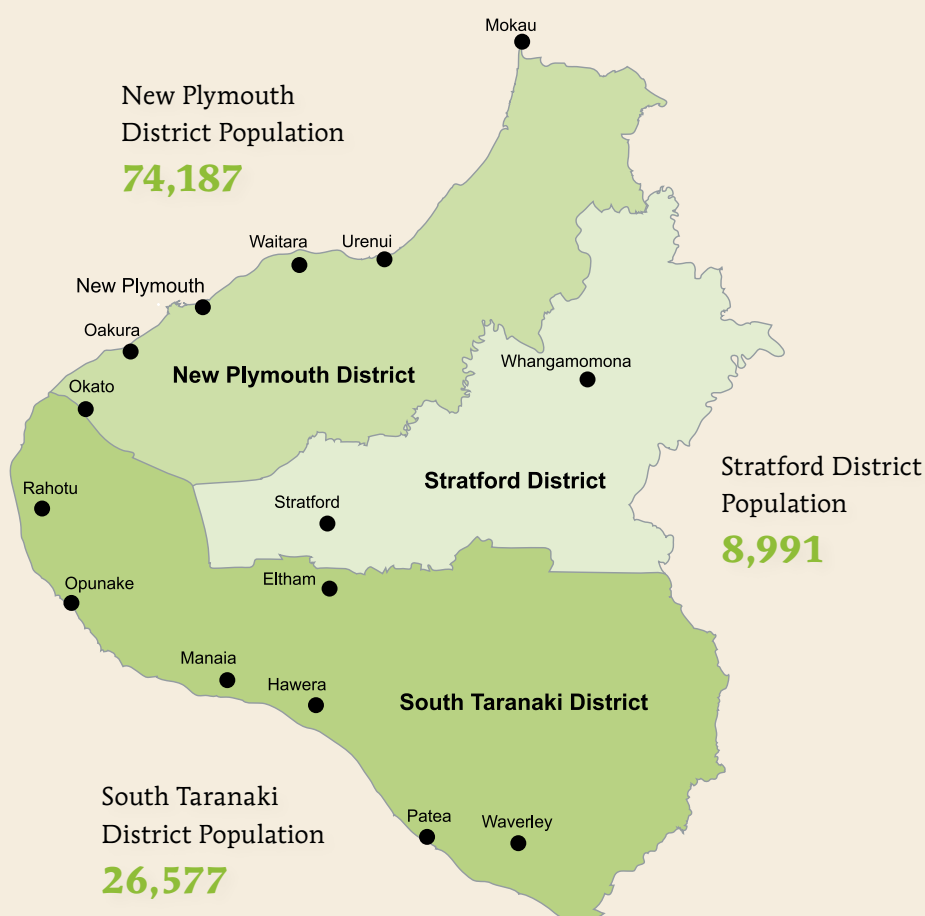 Mokau
New Plymouth
District Population
74,187
Waitara
Urenui
New Plymouth
Oakura
Whangamomona
New Plymouth District
Okato
Stratford District
Population
8,991
Stratford District
Rahotu
Stratford
Eltham
Opunake
Manaia
Hawera
South Taranaki District
South Taranaki
District Population
26,577
Patea
Waverley